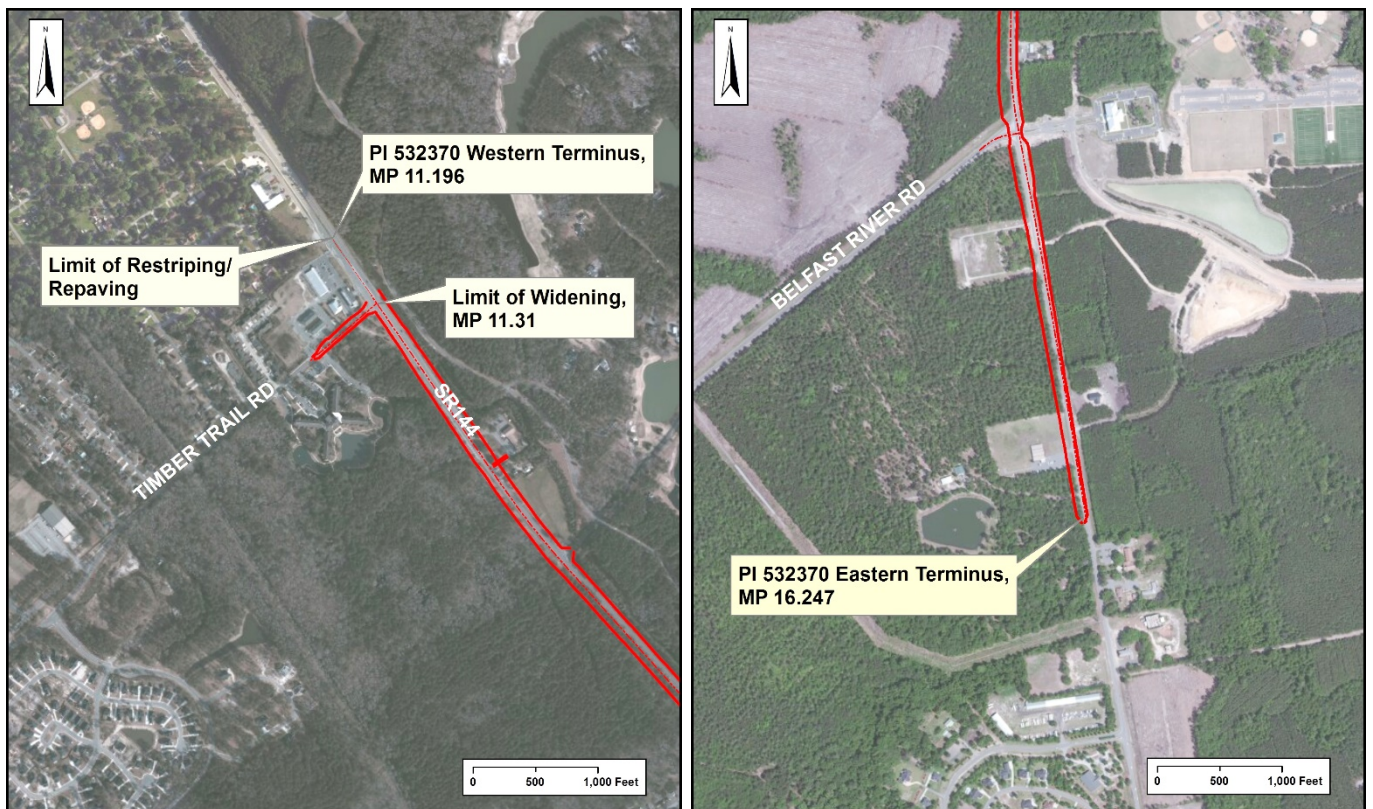 N
PI 532370 Western Terminus,
MP 11.196
Limit of Restriping/
Repaving
Limit of Widening,
MP 11.31
SR144
TIMBER TRAIL RD
0 500 1,000 Feet
N
BELFAST RIVER RD
PI 532370 Eastern Terminus,
MP 16.247
0 500 1,000 Feet